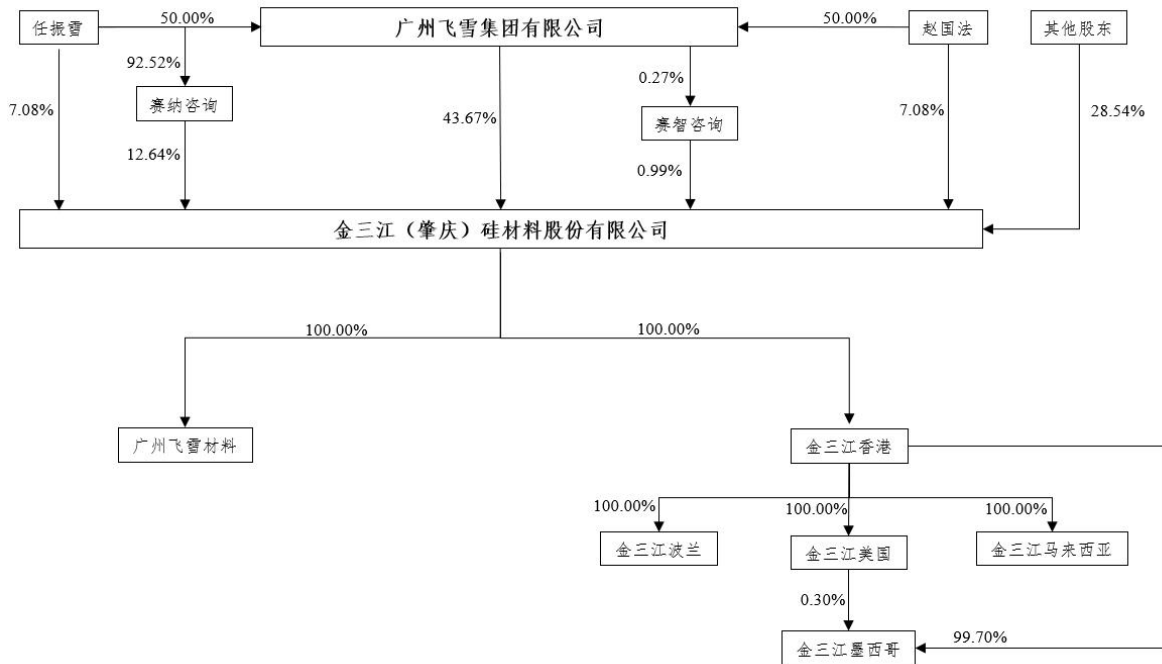 任振雪
50.00%
广州飞雪集团有限公司
50.00%
赵国法
其他股东
92.52%
0.27%
7.08%
赛纳咨询
43.67%
赛智咨询
7.08%
28.54%
12.64%
0.99%
金三江（肇庆）硅材料股份有限公司
100.00%
100.00%
广州飞雪材料
金三江香港
100.00%
100.00%
100.00%
金三江波兰
金三江美国
金三江马来西亚
0.30%
金三江墨西哥
99.70%